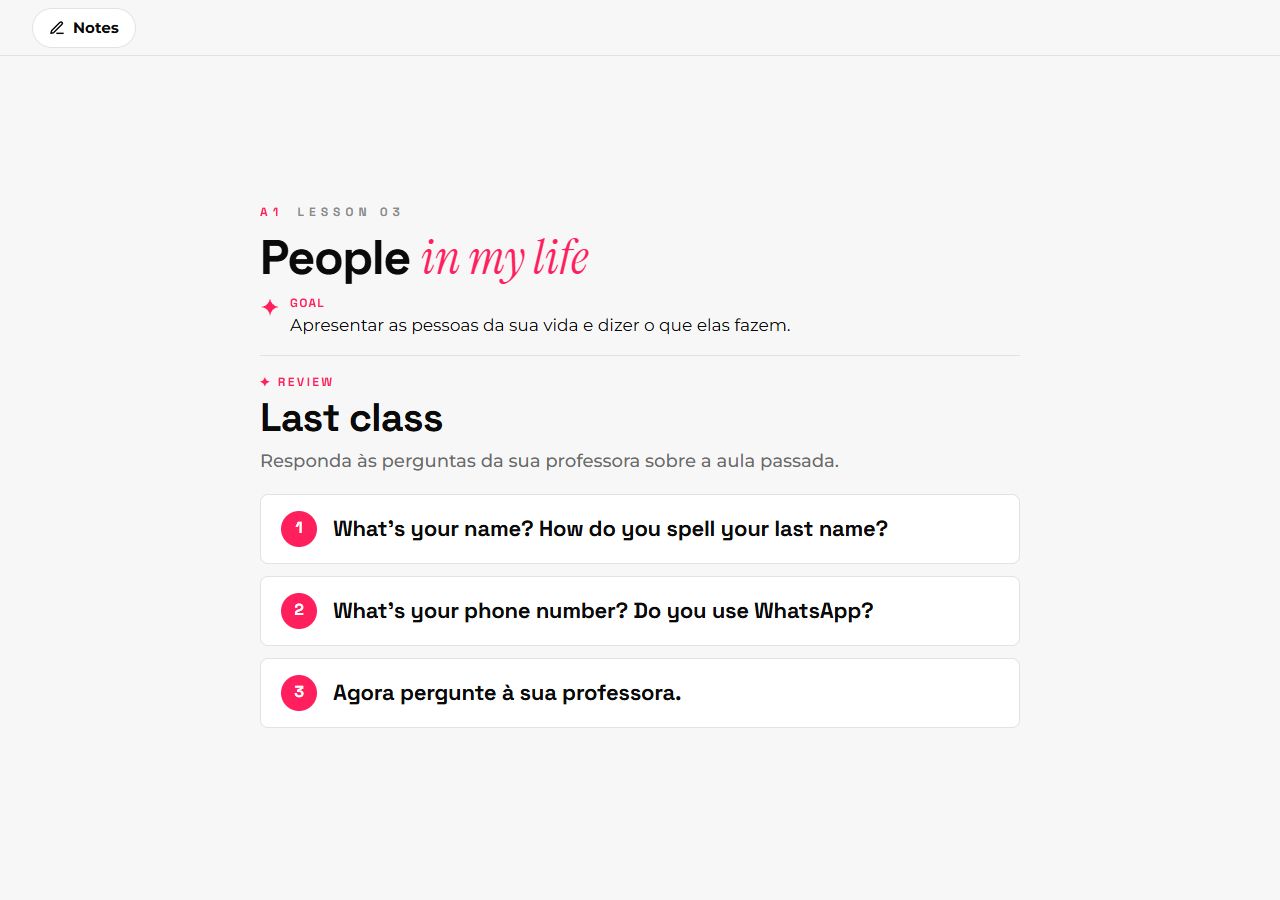 Notes
A1 LESSON 03
People in my life
GOAL
Apresentar as pessoas da sua vida e dizer o que elas fazem.
REVIEW
Last class
Responda às perguntas da sua professora sobre a aula passada.
1 What’s your name? How do you spell your last name?
2 What’s your phone number? Do you use WhatsApp?
3 Agora pergunte à sua professora.